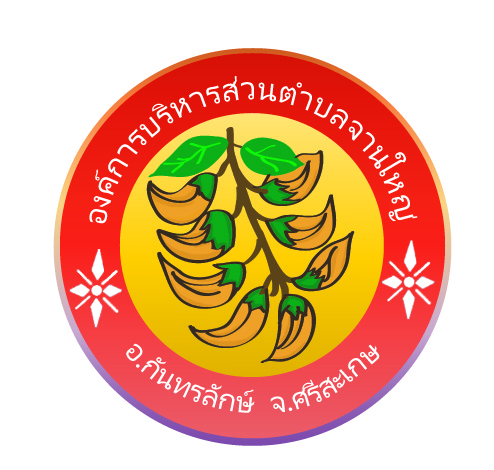 องค์การบริหารส่วนตำบลจานใหญ่
อ.กันทรลักษ์ จ.ศรีสะเกษ